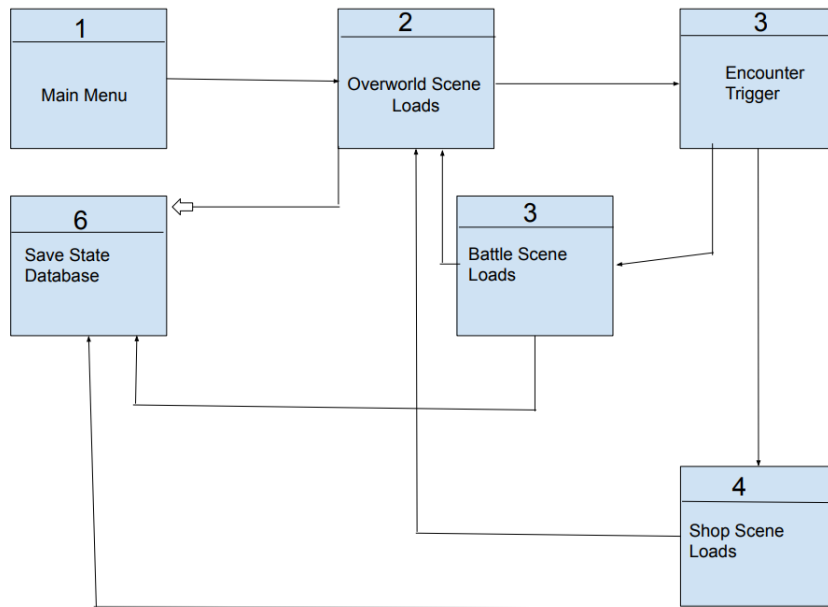 1
Main Menu
2
Overworld Scene
Loads
3
Encounter
Trigger
6
Save State
Database
3
Battle Scene
Loads
4
Shop Scene
Loads